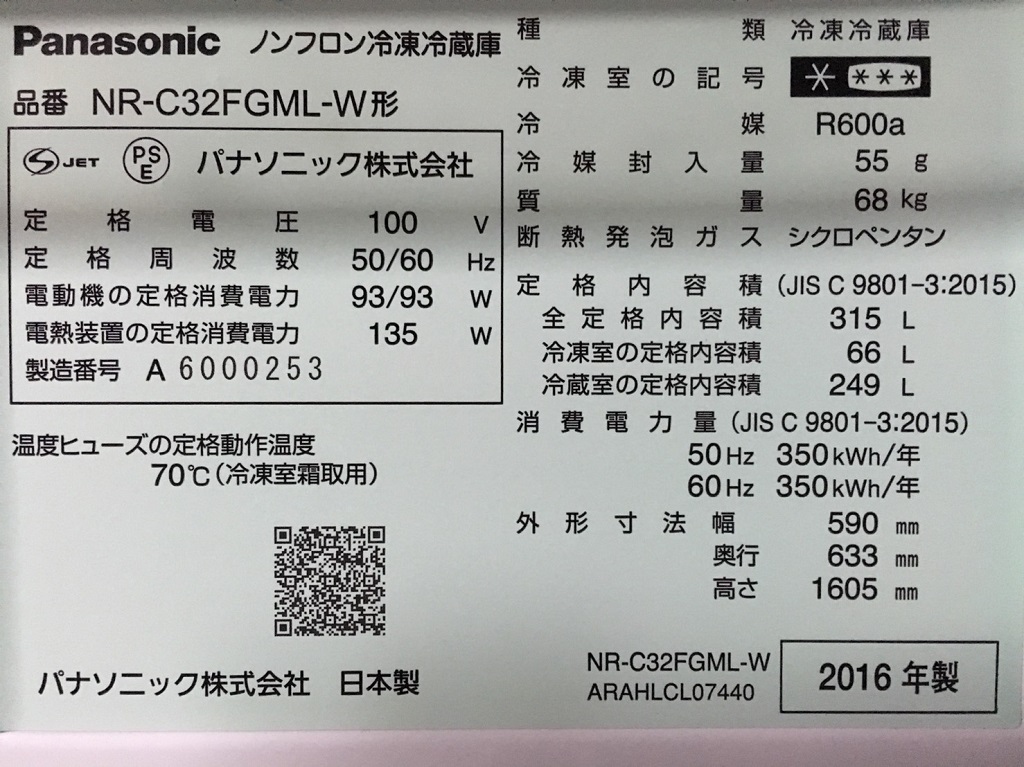 Panasonic ノンフロン冷凍冷蔵庫
品番 NR-C32FGML-W形
S JET PSE パナソニック株式会社
定格電圧 100 V
定格周波数 50/60 Hz
電動機の定格消費電力 93/93 W
電熱装置の定格消費電力 135 W
製造番号 A 6000253
温度ヒューズの定格動作温度
70℃(冷凍室霜取用)
パナソニック株式会社 日本製
種類 冷凍冷蔵庫
冷凍室の記号 * ***
冷媒 R600a
冷媒封入量 55 g
質量 68 kg
断熱発泡ガス シクロペンタン
定格内容積 (JIS C 9801-3:2015)
全定格内容積 315 L
冷凍室の定格内容積 66 L
冷蔵室の定格内容積 249 L
消費電力量 (JIS C 9801-3:2015)
50 Hz 350 kWh/年
60 Hz 350 kWh/年
外形寸法幅 590 mm
奥行 633 mm
高さ 1605 mm
NR-C32FGML-W
ARAHLCL07440
2016 年製